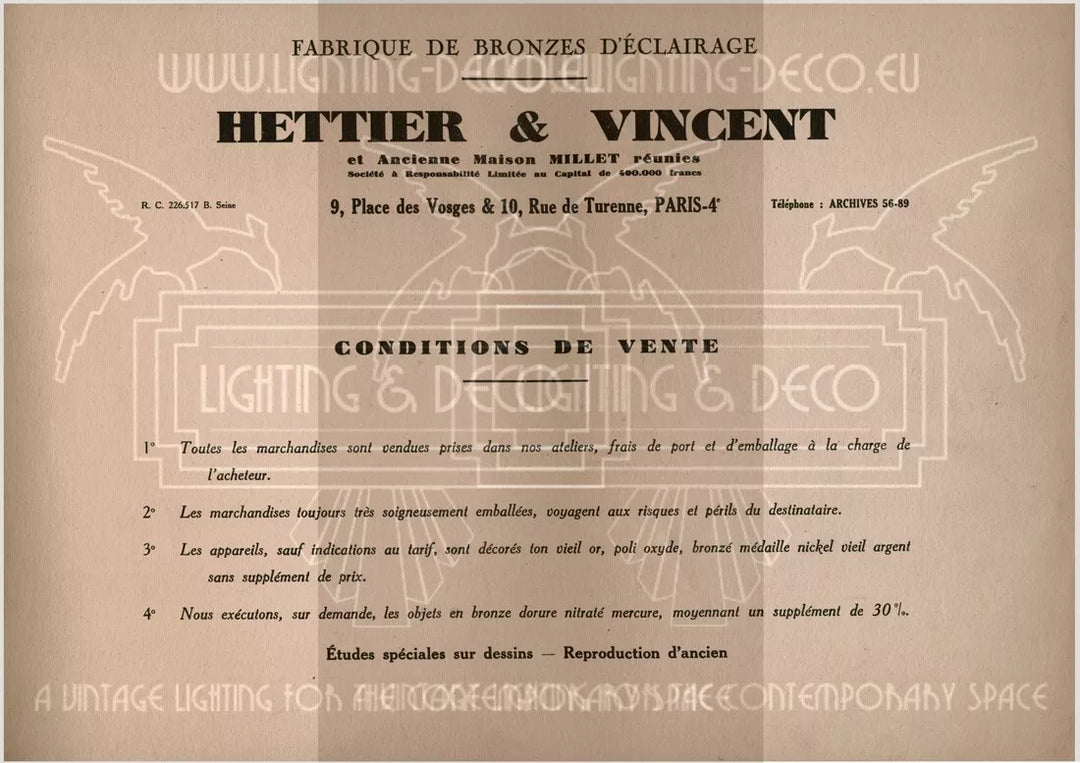 FABRIQUE DE BRONZES D'ÉCLAIRAGE
HETTIER & VINCENT
et Ancienne Maison MILLET réunies
Société à Responsabilité Limitée au Capital de 400.000 francs
R. C. 226.517 B. Seine
9, Place des Vosges & 10, Rue de Turenne, PARIS-4e
Téléphone : ARCHIVES 56-89
CONDITIONS DE VENTE
LIGHTING & DECO
1° Toutes les marchandises sont vendues prises dans nos ateliers, frais de port et d'emballage à la charge de
l'acheteur.
2° Les marchandises toujours très soigneusement emballées, voyagent aux risques et périls du destinataire.
3° Les appareils, sauf indications au tarif, sont décorés ton vieil or, poli oxyde, bronzé médaille nickel vieil argent
sans supplément de prix.
4° Nous exécutons, sur demande, les objets en bronze dorure nitraté mercure, moyennant un supplément de 30 %.
Études spéciales sur dessins — Reproduction d'ancien
A VINTAGE LIGHTING FOR CONTEMPORARY SPACE